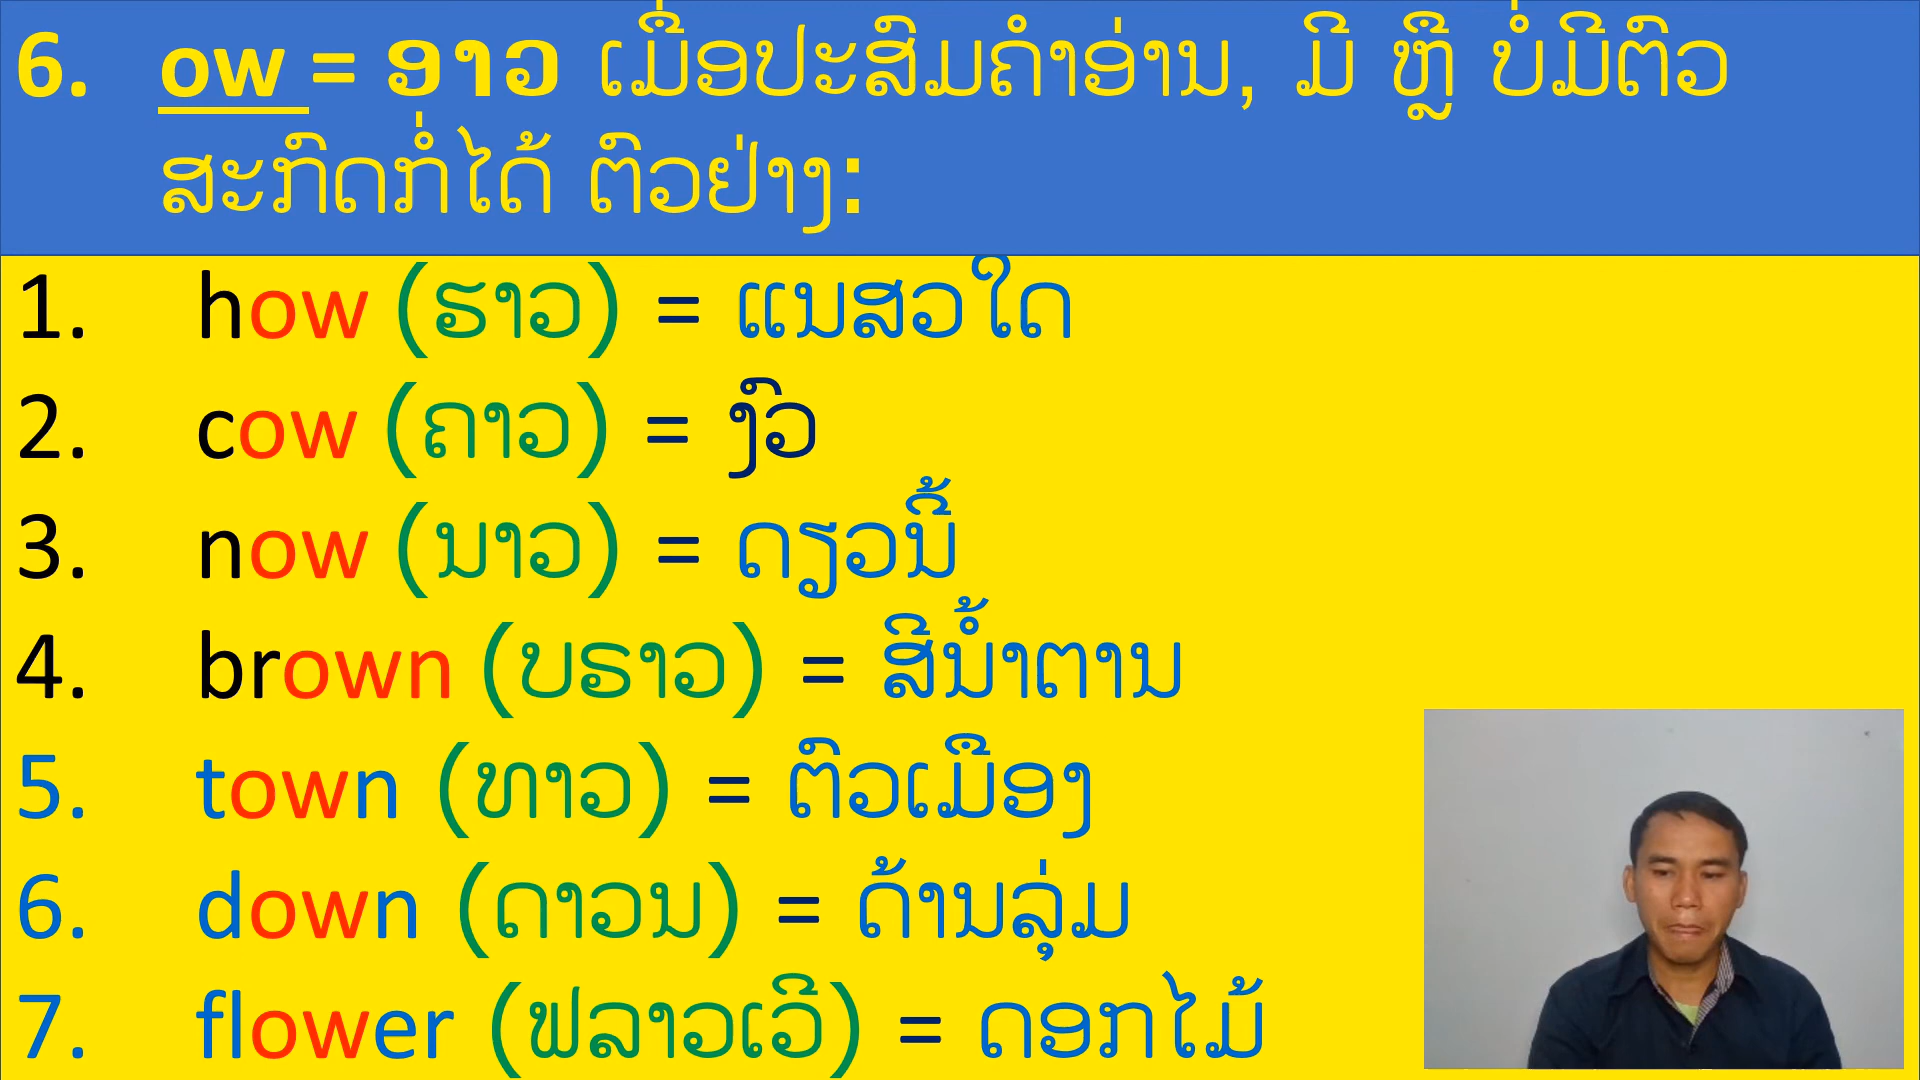 6. ow = ອາວ ເມື່ອປະສົມຄຳອ່ານ, ມີ ຫຼື ບໍ່ມີຕົວ
ສະກົດກໍ່ໄດ້ ຕົວຢ່າງ:
1. how (ຮາວ) = ແນສວໃດ
2. cow (ຄາວ) = ງົວ
3. now (ນາວ) = ດຽວນີ້
4. brown (ບຣາວ) = ສີນ້ຳຕານ
5. town (ທາວ) = ຕົວເມືອງ
6. down (ດາວນ) = ດ້ານລຸ່ມ
7. flower (ຟລາວເວີ) = ດອກໄມ້